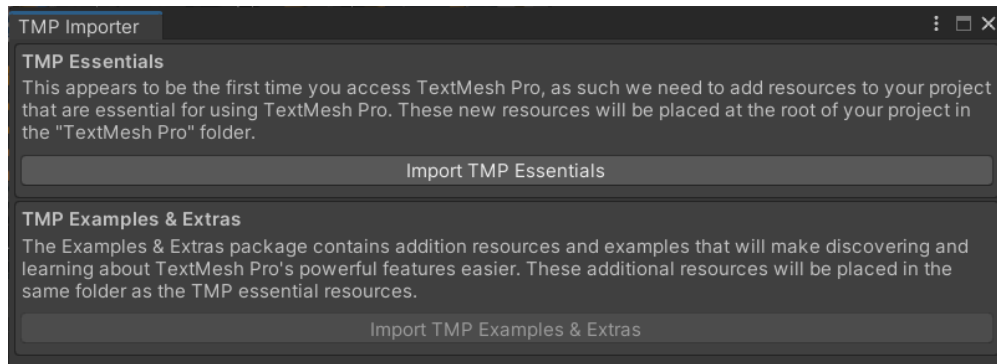 TMP Importer
TMP Essentials
This appears to be the first time you access TextMesh Pro, as such we need to add resources to your project
that are essential for using TextMesh Pro. These new resources will be placed at the root of your project in
the "TextMesh Pro" folder.
Import TMP Essentials
TMP Examples & Extras
The Examples & Extras package contains addition resources and examples that will make discovering and
learning about TextMesh Pro's powerful features easier. These additional resources will be placed in the
same folder as the TMP essential resources.
Import TMP Examples & Extras